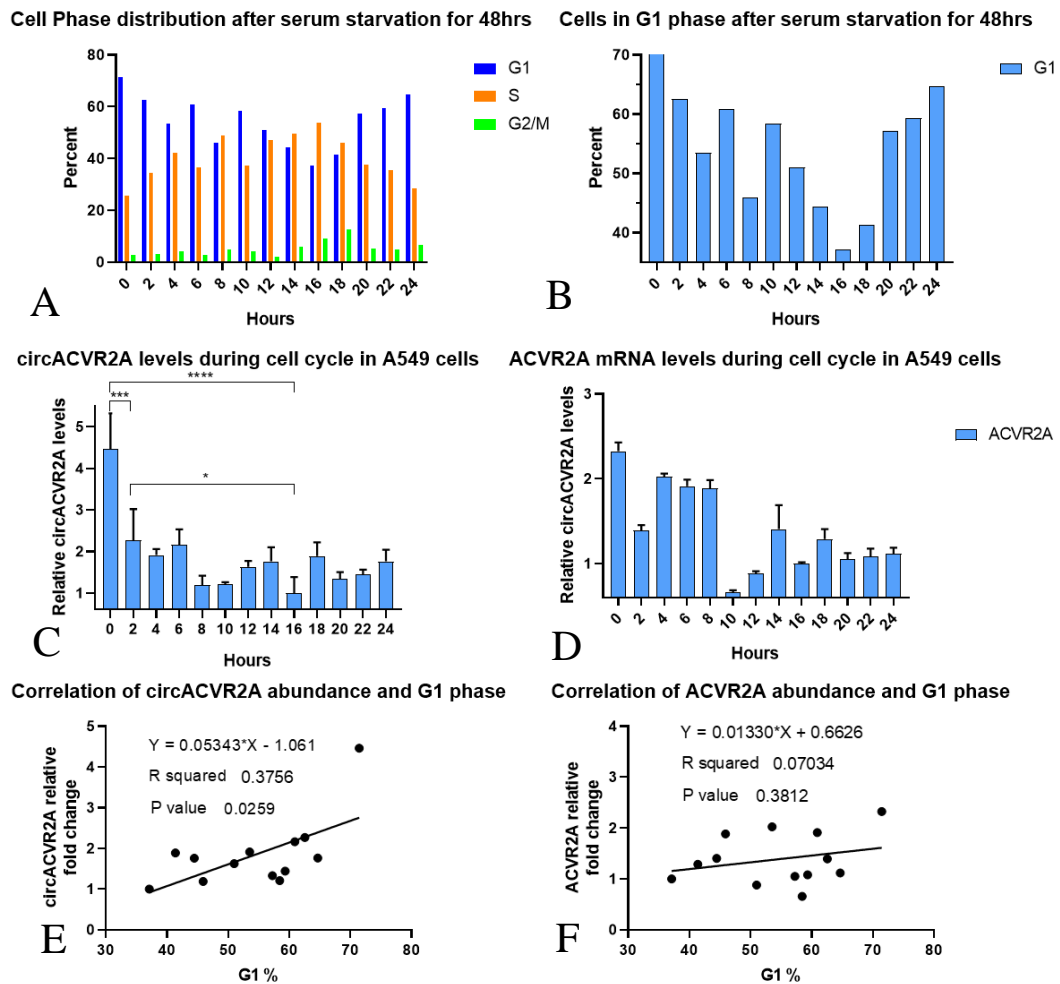 Cell Phase distribution after serum starvation for 48hrs
80
60
40
20
0
Percent
0 2 4 6 8 10 12 14 16 18 20 22 24
Hours
G1
S
G2/M
A
Cells in G1 phase after serum starvation for 48hrs
70
60
50
40
Percent
0 2 4 6 8 10 12 14 16 18 20 22 24
Hours
G1
B
circACVR2A levels during cell cycle in A549 cells
****
***
*
5
4
3
2
1
Relative circACVR2A levels
0 2 4 6 8 10 12 14 16 18 20 22 24
Hours
C
ACVR2A mRNA levels during cell cycle in A549 cells
3
2
1
Relative circACVR2A levels
0 2 4 6 8 10 12 14 16 18 20 22 24
Hours
ACVR2A
D
Correlation of circACVR2A abundance and G1 phase
Y = 0.05343*X - 1.061
R squared 0.3756
P value 0.0259
5
4
3
2
1
0
circACVR2A relative
fold change
30 40 50 60 70 80
G1 %
E
Correlation of ACVR2A abundance and G1 phase
Y = 0.01330*X + 0.6626
R squared 0.07034
P value 0.3812
4
3
2
1
0
ACVR2A relative
fold change
30 40 50 60 70 80
G1 %
F